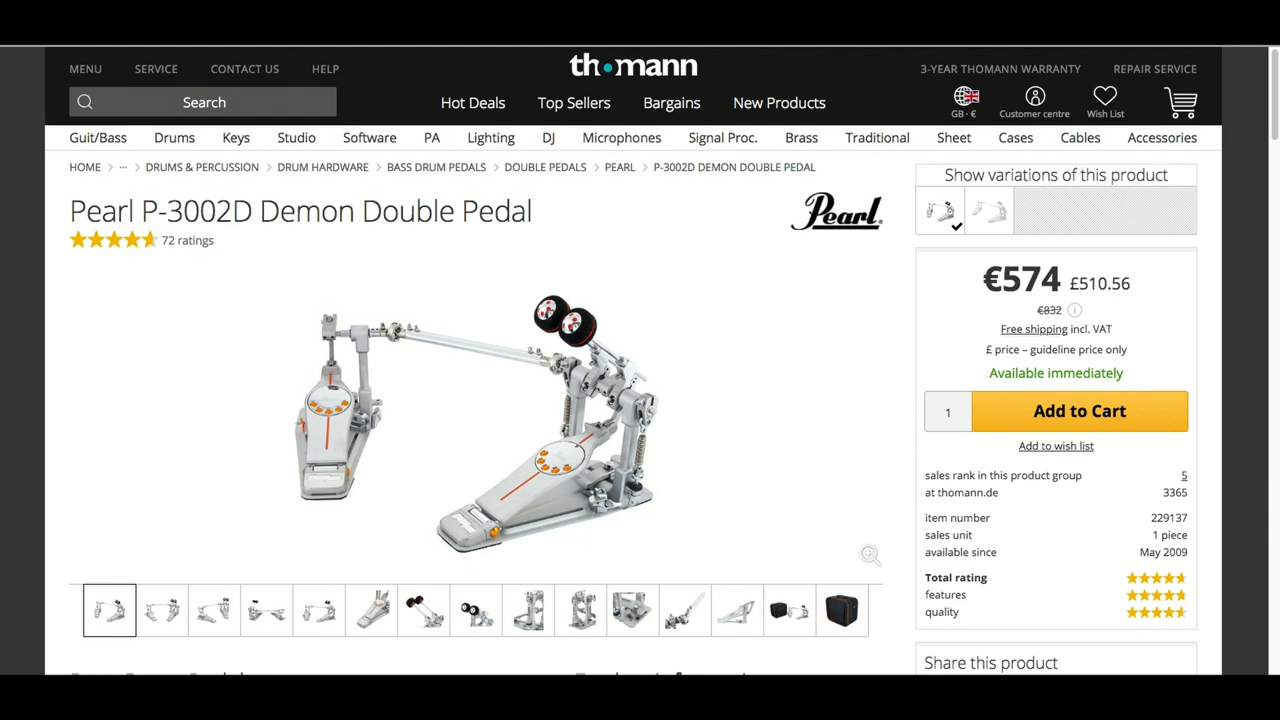 MENU SERVICE CONTACT US HELP
thomann
3-YEAR THOMANN WARRANTY REPAIR SERVICE
Search
Hot Deals Top Sellers Bargains New Products
GB · € Customer centre Wish List
Guit/Bass Drums Keys Studio Software PA Lighting DJ Microphones Signal Proc. Brass Traditional Sheet Cases Cables Accessories
HOME > ... > DRUMS & PERCUSSION > DRUM HARDWARE > BASS DRUM PEDALS > DOUBLE PEDALS > PEARL > P-3002D DEMON DOUBLE PEDAL
Pearl P-3002D Demon Double Pedal
72 ratings
Pearl
Show variations of this product
€574 £510.56
€832
Free shipping incl. VAT
£ price – guideline price only
Available immediately
1 Add to Cart
Add to wish list
sales rank in this product group 5
at thomann.de 3365
item number 229137
sales unit 1 piece
available since May 2009
Total rating
features
quality
Share this product